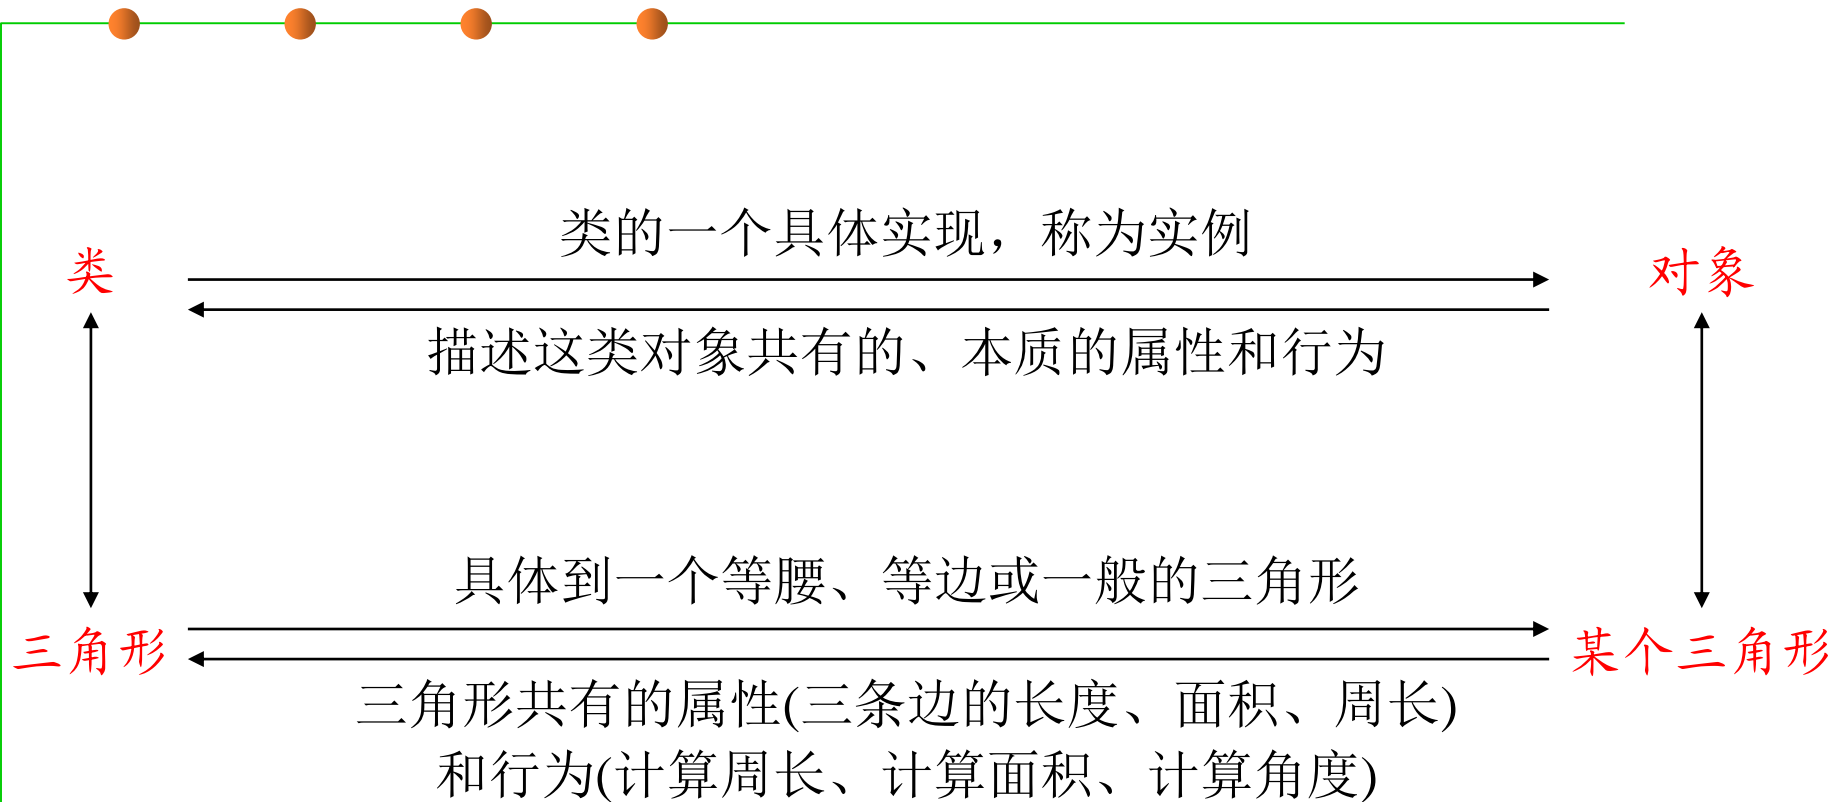 类的一个具体实现，称为实例
类
对象
描述这类对象共有的、本质的属性和行为
具体到一个等腰、等边或一般的三角形
三角形
某个三角形
三角形共有的属性(三条边的长度、面积、周长)
和行为(计算周长、计算面积、计算角度)